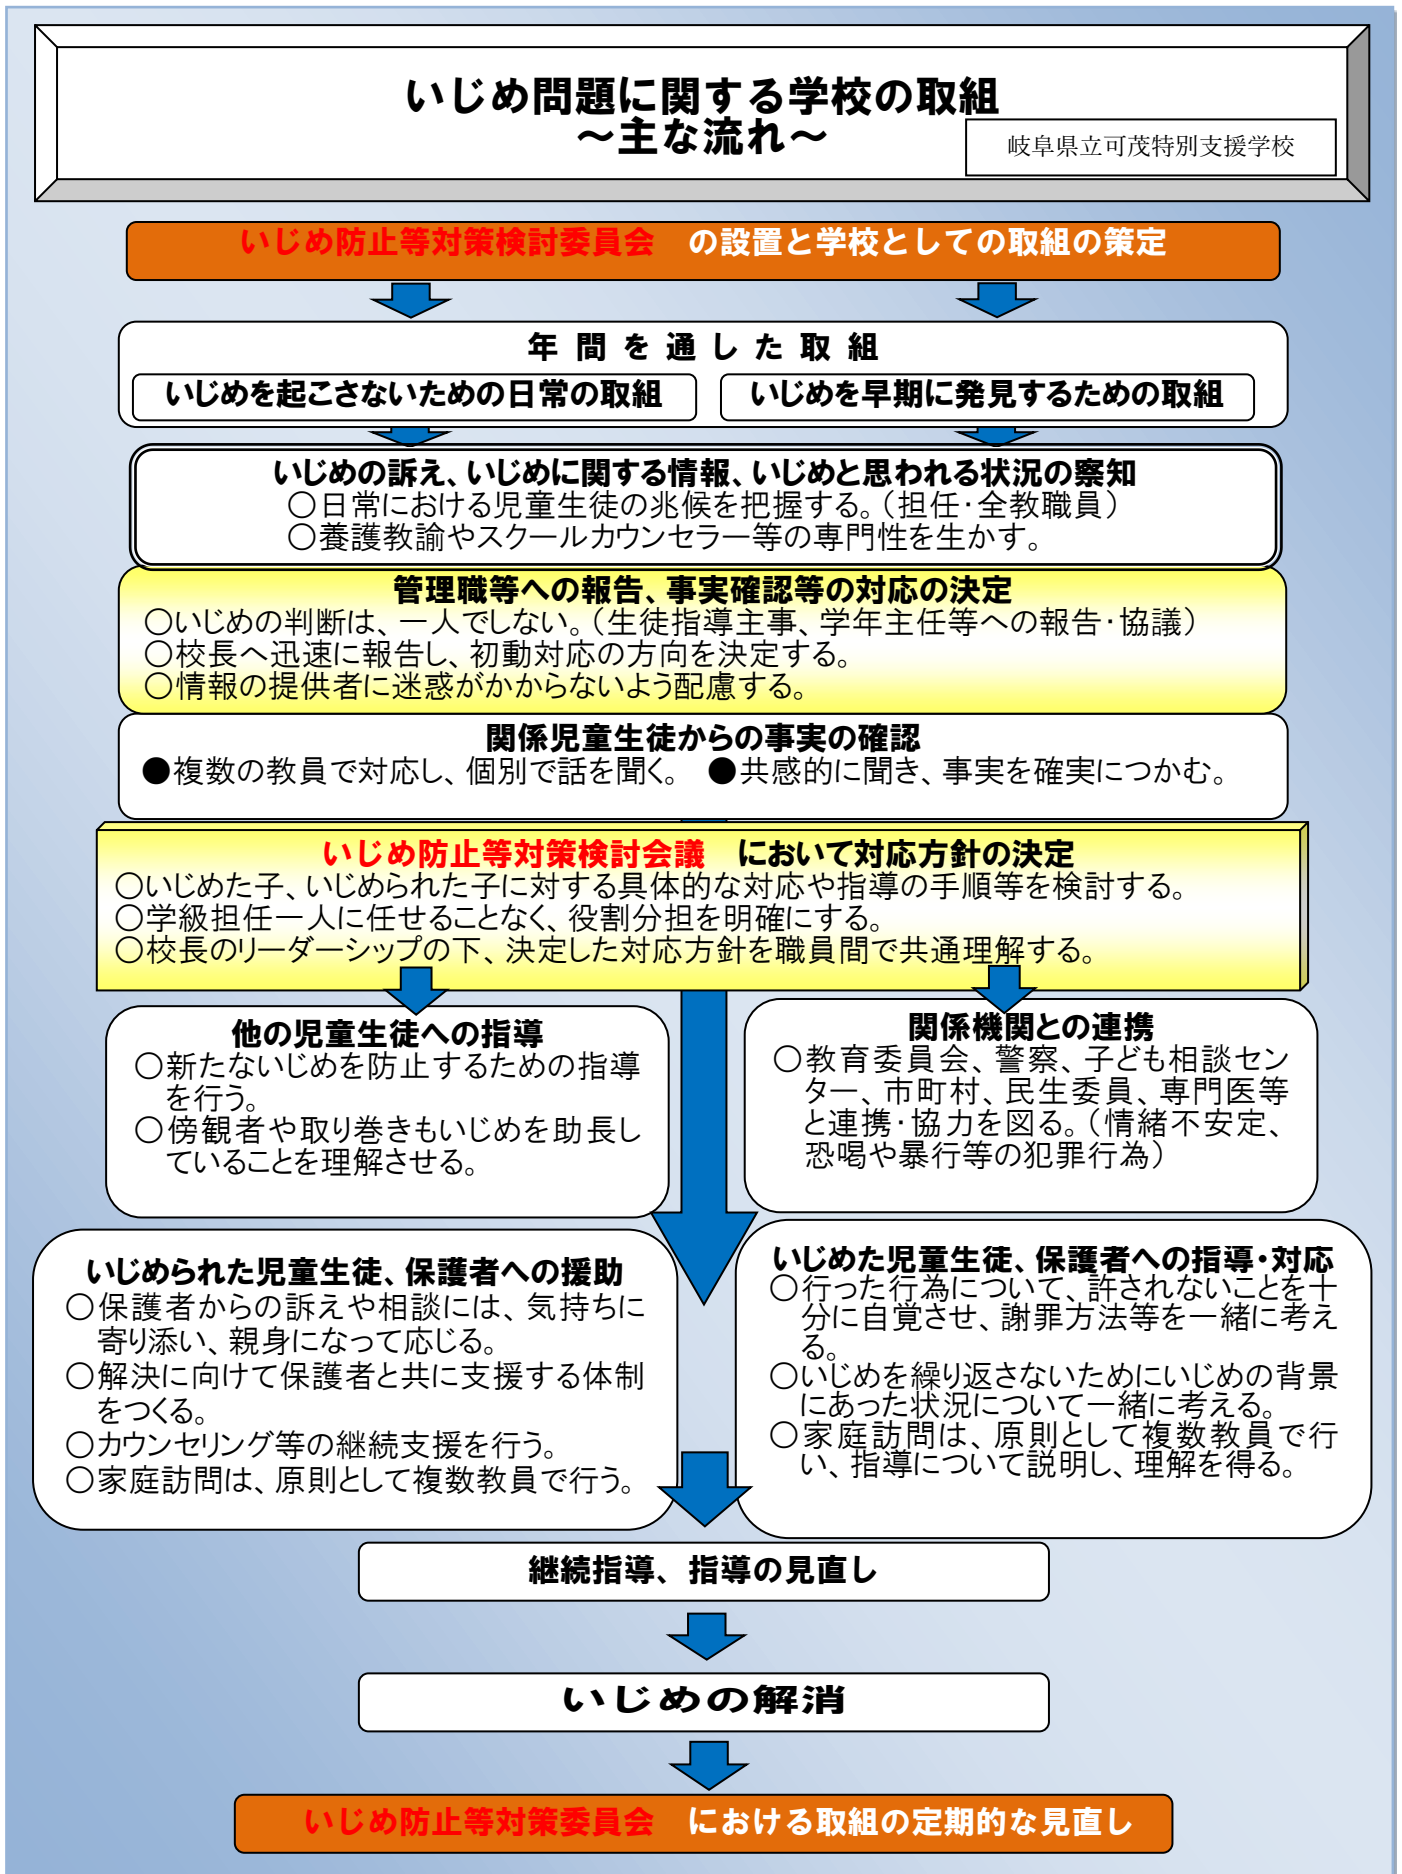 いじめ問題に関する学校の取組
～主な流れ～
岐阜県立可茂特別支援学校
いじめ防止等対策検討委員会　の設置と学校としての取組の策定
年間を通した取組
いじめを起こさないための日常の取組
いじめを早期に発見するための取組
いじめの訴え、いじめに関する情報、いじめと思われる状況の察知
○日常における児童生徒の兆候を把握する。（担任・全教職員）
○養護教諭やスクールカウンセラー等の専門性を生かす。
管理職等への報告、事実確認等の対応の決定
○いじめの判断は、一人でしない。（生徒指導主事、学年主任等への報告・協議）
○校長へ迅速に報告し、初動対応の方向を決定する。
○情報の提供者に迷惑がかからないよう配慮する。
関係児童生徒からの事実の確認
●複数の教員で対応し、個別で話を聞く。　●共感的に聞き、事実を確実につかむ。
いじめ防止等対策検討会議　において対応方針の決定
○いじめた子、いじめられた子に対する具体的な対応や指導の手順等を検討する。
○学級担任一人に任せることなく、役割分担を明確にする。
○校長のリーダーシップの下、決定した対応方針を職員間で共通理解する。
他の児童生徒への指導
○新たないじめを防止するための指導
を行う。
○傍観者や取り巻きもいじめを助長し
ていることを理解させる。
関係機関との連携
○教育委員会、警察、子ども相談セン
ター、市町村、民生委員、専門医等
と連携・協力を図る。（情緒不安定、
恐喝や暴行等の犯罪行為）
いじめられた児童生徒、保護者への援助
○保護者からの訴えや相談には、気持ちに
寄り添い、親身になって応じる。
○解決に向けて保護者と共に支援する体制
をつくる。
○カウンセリング等の継続支援を行う。
○家庭訪問は、原則として複数教員で行う。
いじめた児童生徒、保護者への指導・対応
○行った行為について、許されないことを十
分に自覚させ、謝罪方法等を一緒に考え
る。
○いじめを繰り返さないためにいじめの背景
にあった状況について一緒に考える。
○家庭訪問は、原則として複数教員で行
い、指導について説明し、理解を得る。
継続指導、指導の見直し
いじめの解消
いじめ防止等対策委員会　における取組の定期的な見直し